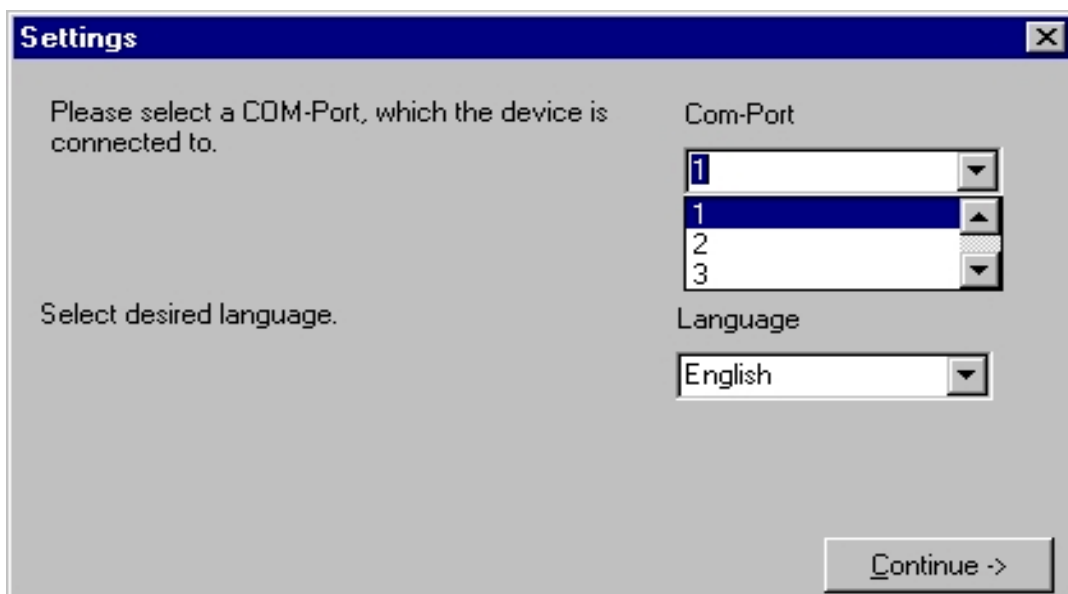 Settings
Please select a COM-Port, which the device is
connected to.
Com-Port
1
1
2
3
Select desired language.
Language
English
Continue ->